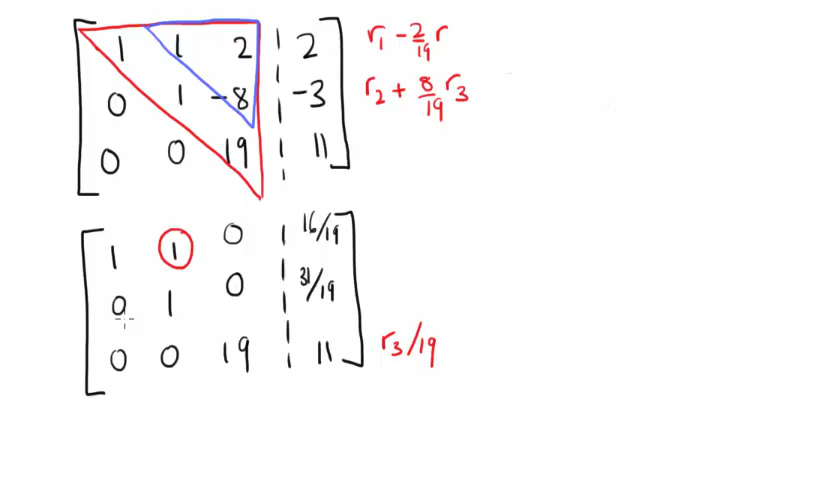 1 1 2 2 r₁ - 2/19 r
0 1 -8 -3 r₂ + 8/19 r₃
0 0 19 11
1 1 0 16/19
0 1 0 31/19
0 0 19 11 r₃/19